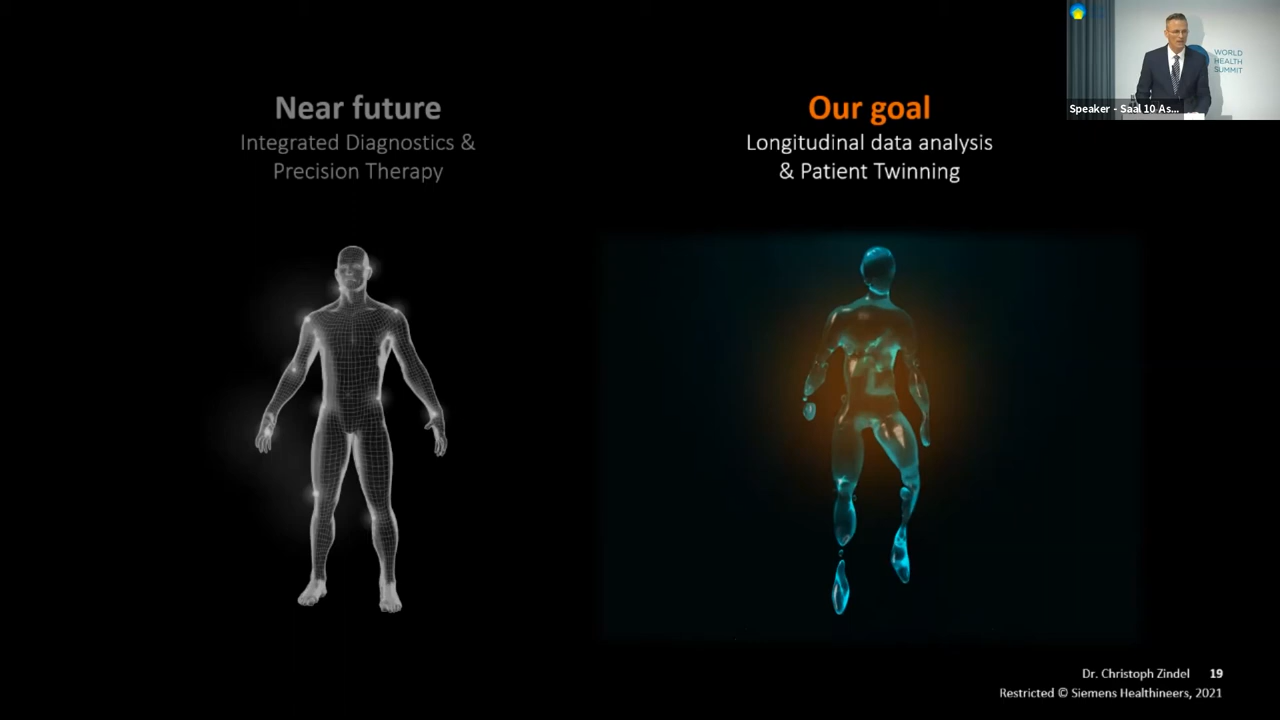 Near future
Integrated Diagnostics &
Precision Therapy
Our goal
Longitudinal data analysis
& Patient Twinning
WORLD
HEALTH
SUMMIT
Speaker - Saal 10 As...
Dr. Christoph Zindel 19
Restricted © Siemens Healthineers, 2021